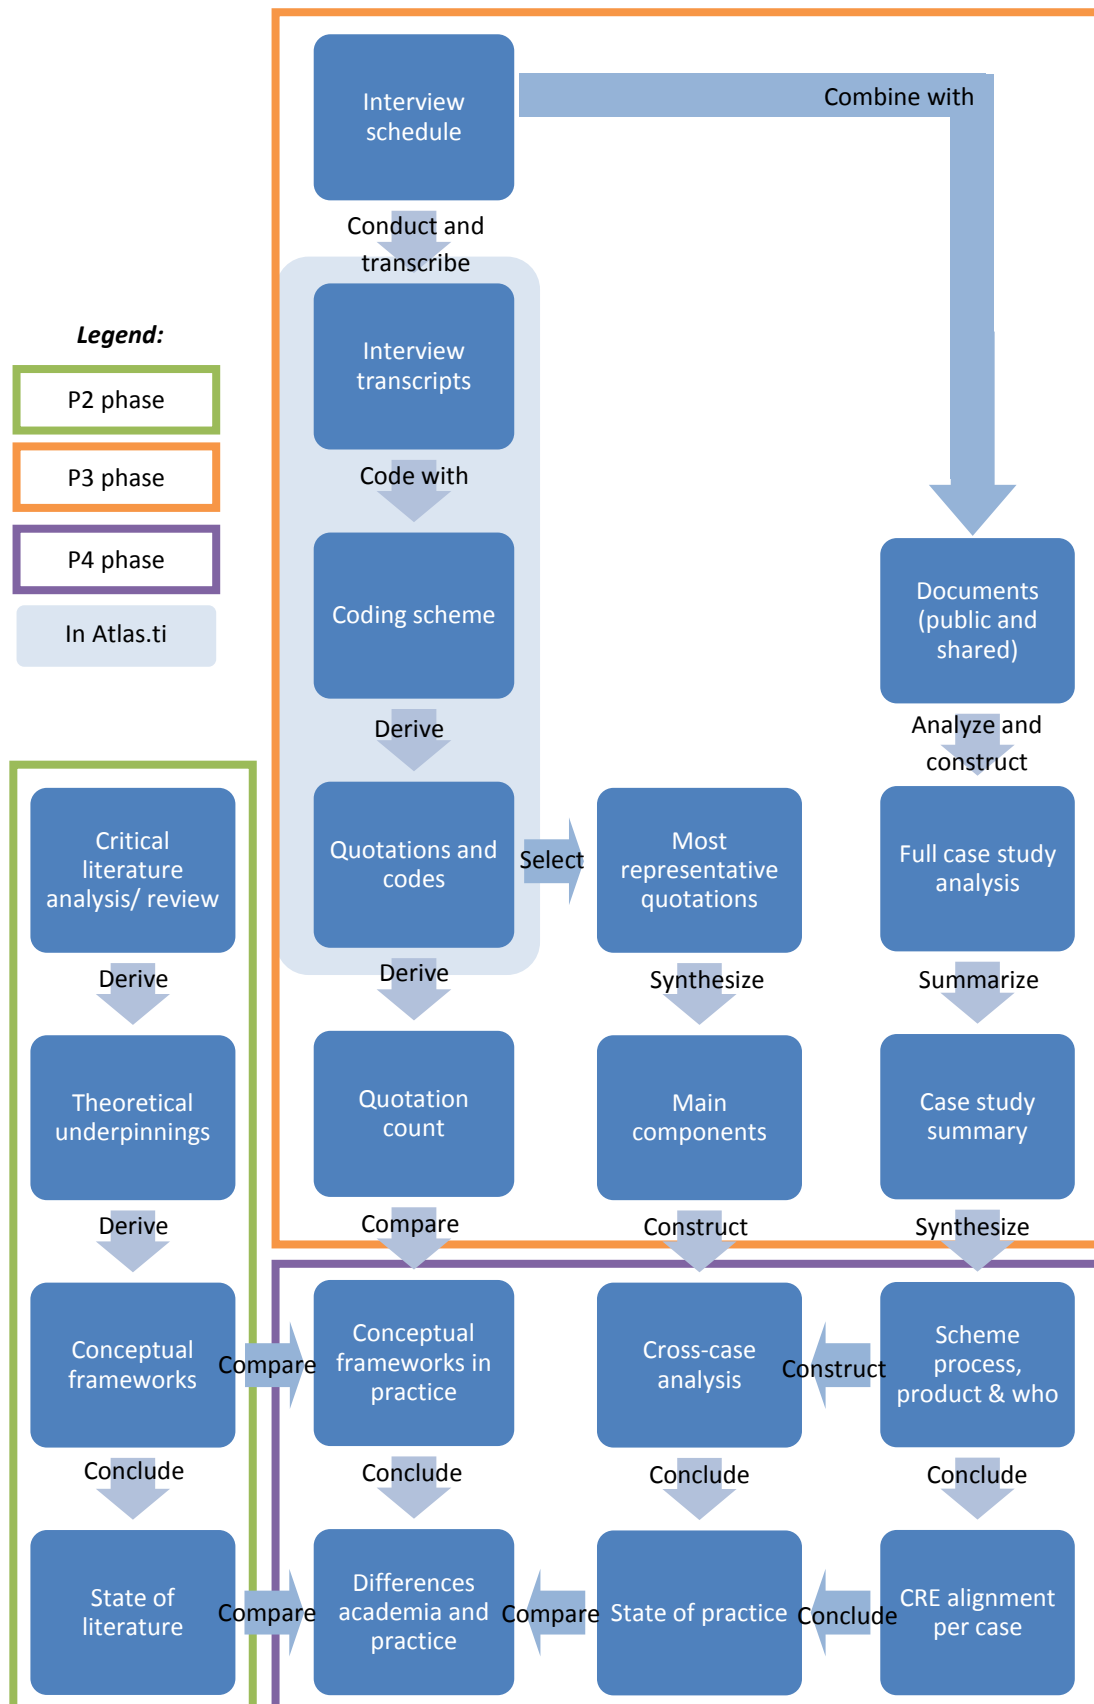 Interview
schedule
Combine with
Conduct and
transcribe
Legend:
P2 phase
P3 phase
P4 phase
In Atlas.ti
Interview
transcripts
Code with
Coding scheme
Documents
(public and
shared)
Derive
Analyze and
construct
Critical
literature
analysis/ review
Quotations and
codes
Select
Most
representative
quotations
Full case study
analysis
Derive
Derive
Synthesize
Summarize
Theoretical
underpinnings
Quotation
count
Main
components
Case study
summary
Derive
Compare
Construct
Synthesize
Conceptual
frameworks
Compare
Conceptual
frameworks in
practice
Cross-case
analysis
Construct
Scheme
process,
product & who
Conclude
Conclude
Conclude
Conclude
State of
literature
Compare
Differences
academia and
practice
Compare
State of practice
Conclude
CRE alignment
per case